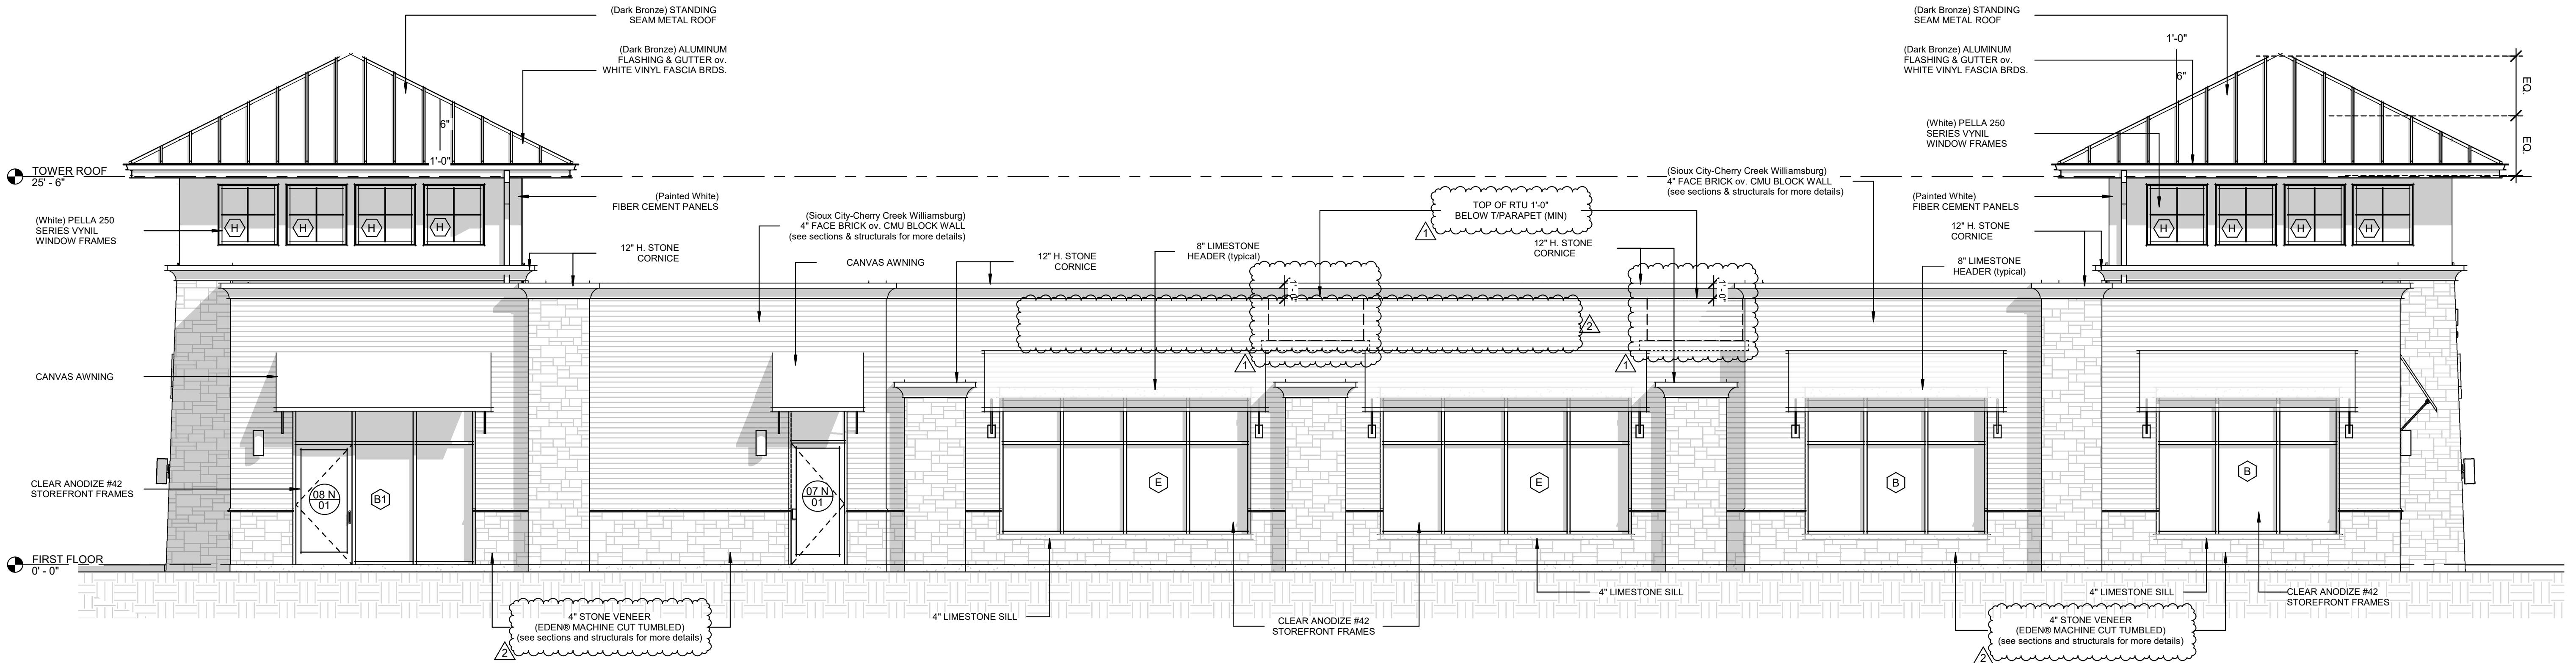 (Dark Bronze) STANDING
SEAM METAL ROOF
(Dark Bronze) ALUMINUM
FLASHING & GUTTER ov.
WHITE VINYL FASCIA BRDS.
6"
1'-0"
TOWER ROOF
25' - 6"
(White) PELLA 250
SERIES VYNIL
WINDOW FRAMES
H
H
H
H
(Painted White)
FIBER CEMENT PANELS
12" H. STONE
CORNICE
(Sioux City-Cherry Creek Williamsburg)
4" FACE BRICK ov. CMU BLOCK WALL
(see sections & structurals for more details)
CANVAS AWNING
12" H. STONE
CORNICE
8" LIMESTONE
HEADER (typical)
TOP OF RTU 1'-0"
BELOW T/PARAPET (MIN)
1
12" H. STONE
CORNICE
(Sioux City-Cherry Creek Williamsburg)
4" FACE BRICK ov. CMU BLOCK WALL
(see sections & structurals for more details)
(Dark Bronze) STANDING
SEAM METAL ROOF
(Dark Bronze) ALUMINUM
FLASHING & GUTTER ov.
WHITE VINYL FASCIA BRDS.
1'-0"
6"
EQ.
EQ.
(White) PELLA 250
SERIES VYNIL
WINDOW FRAMES
(Painted White)
FIBER CEMENT PANELS
12" H. STONE
CORNICE
8" LIMESTONE
HEADER (typical)
H
H
H
H
2
1
1
CANVAS AWNING
CLEAR ANODIZE #42
STOREFRONT FRAMES
08 N
01
B1
07 N
01
E
E
B
B
FIRST FLOOR
0' - 0"
4" STONE VENEER
(EDEN® MACHINE CUT TUMBLED)
(see sections and structurals for more details)
2
4" LIMESTONE SILL
CLEAR ANODIZE #42
STOREFRONT FRAMES
4" LIMESTONE SILL
4" LIMESTONE SILL
4" STONE VENEER
(EDEN® MACHINE CUT TUMBLED)
(see sections and structurals for more details)
2
CLEAR ANODIZE #42
STOREFRONT FRAMES